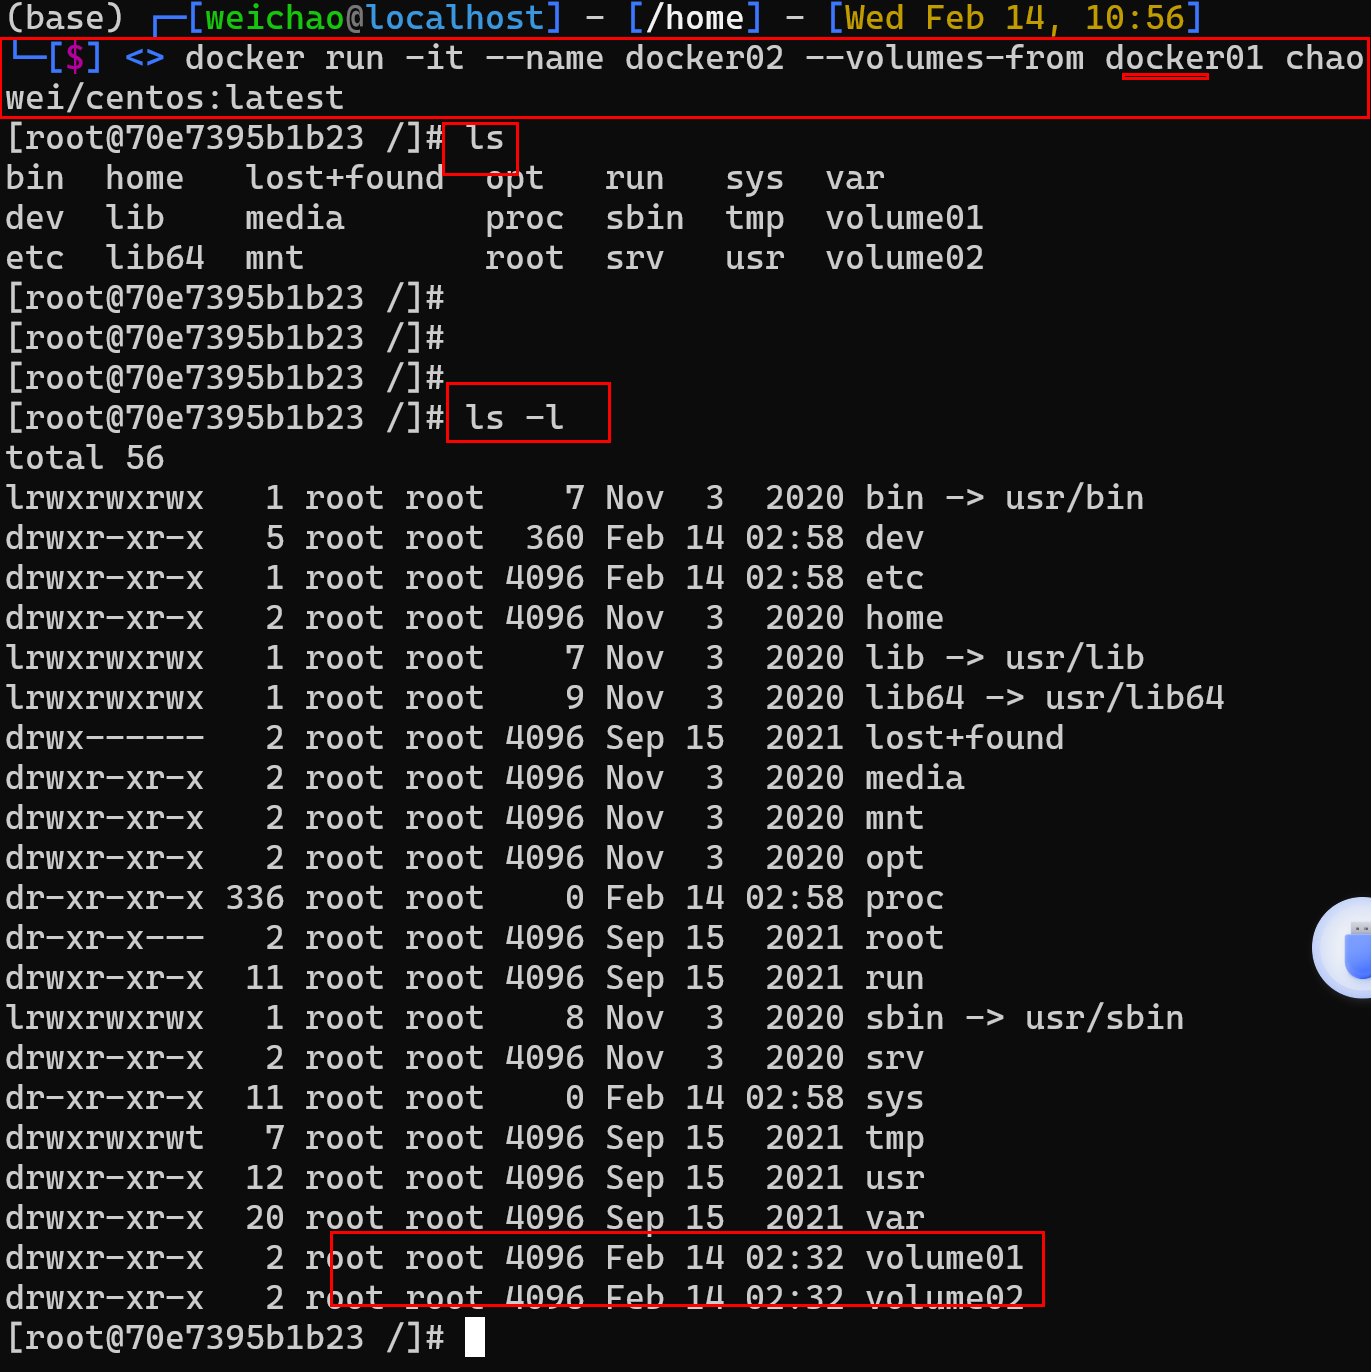 (base) ┌─[weichao@localhost] - [/home] - [Wed Feb 14, 10:56]
└─[$] <> docker run -it --name docker02 --volumes-from docker01 chao
wei/centos:latest
[root@70e7395b1b23 /]# ls
bin  home   lost+found  opt   run   sys  var
dev  lib    media       proc  sbin  tmp  volume01
etc  lib64  mnt         root  srv   usr  volume02
[root@70e7395b1b23 /]#
[root@70e7395b1b23 /]#
[root@70e7395b1b23 /]#
[root@70e7395b1b23 /]# ls -l
total 56
lrwxrwxrwx   1 root root    7 Nov  3  2020 bin -> usr/bin
drwxr-xr-x   5 root root  360 Feb 14 02:58 dev
drwxr-xr-x   1 root root 4096 Feb 14 02:58 etc
drwxr-xr-x   2 root root 4096 Nov  3  2020 home
lrwxrwxrwx   1 root root    7 Nov  3  2020 lib -> usr/lib
lrwxrwxrwx   1 root root    9 Nov  3  2020 lib64 -> usr/lib64
drwx------   2 root root 4096 Sep 15  2021 lost+found
drwxr-xr-x   2 root root 4096 Nov  3  2020 media
drwxr-xr-x   2 root root 4096 Nov  3  2020 mnt
drwxr-xr-x   2 root root 4096 Nov  3  2020 opt
dr-xr-xr-x 336 root root    0 Feb 14 02:58 proc
dr-xr-x---   2 root root 4096 Sep 15  2021 root
drwxr-xr-x  11 root root 4096 Sep 15  2021 run
lrwxrwxrwx   1 root root    8 Nov  3  2020 sbin -> usr/sbin
drwxr-xr-x   2 root root 4096 Nov  3  2020 srv
dr-xr-xr-x  11 root root    0 Feb 14 02:58 sys
drwxrwxrwt   7 root root 4096 Sep 15  2021 tmp
drwxr-xr-x  12 root root 4096 Sep 15  2021 usr
drwxr-xr-x  20 root root 4096 Sep 15  2021 var
drwxr-xr-x   2 root root 4096 Feb 14 02:32 volume01
drwxr-xr-x   2 root root 4096 Feb 14 02:32 volume02
[root@70e7395b1b23 /]#